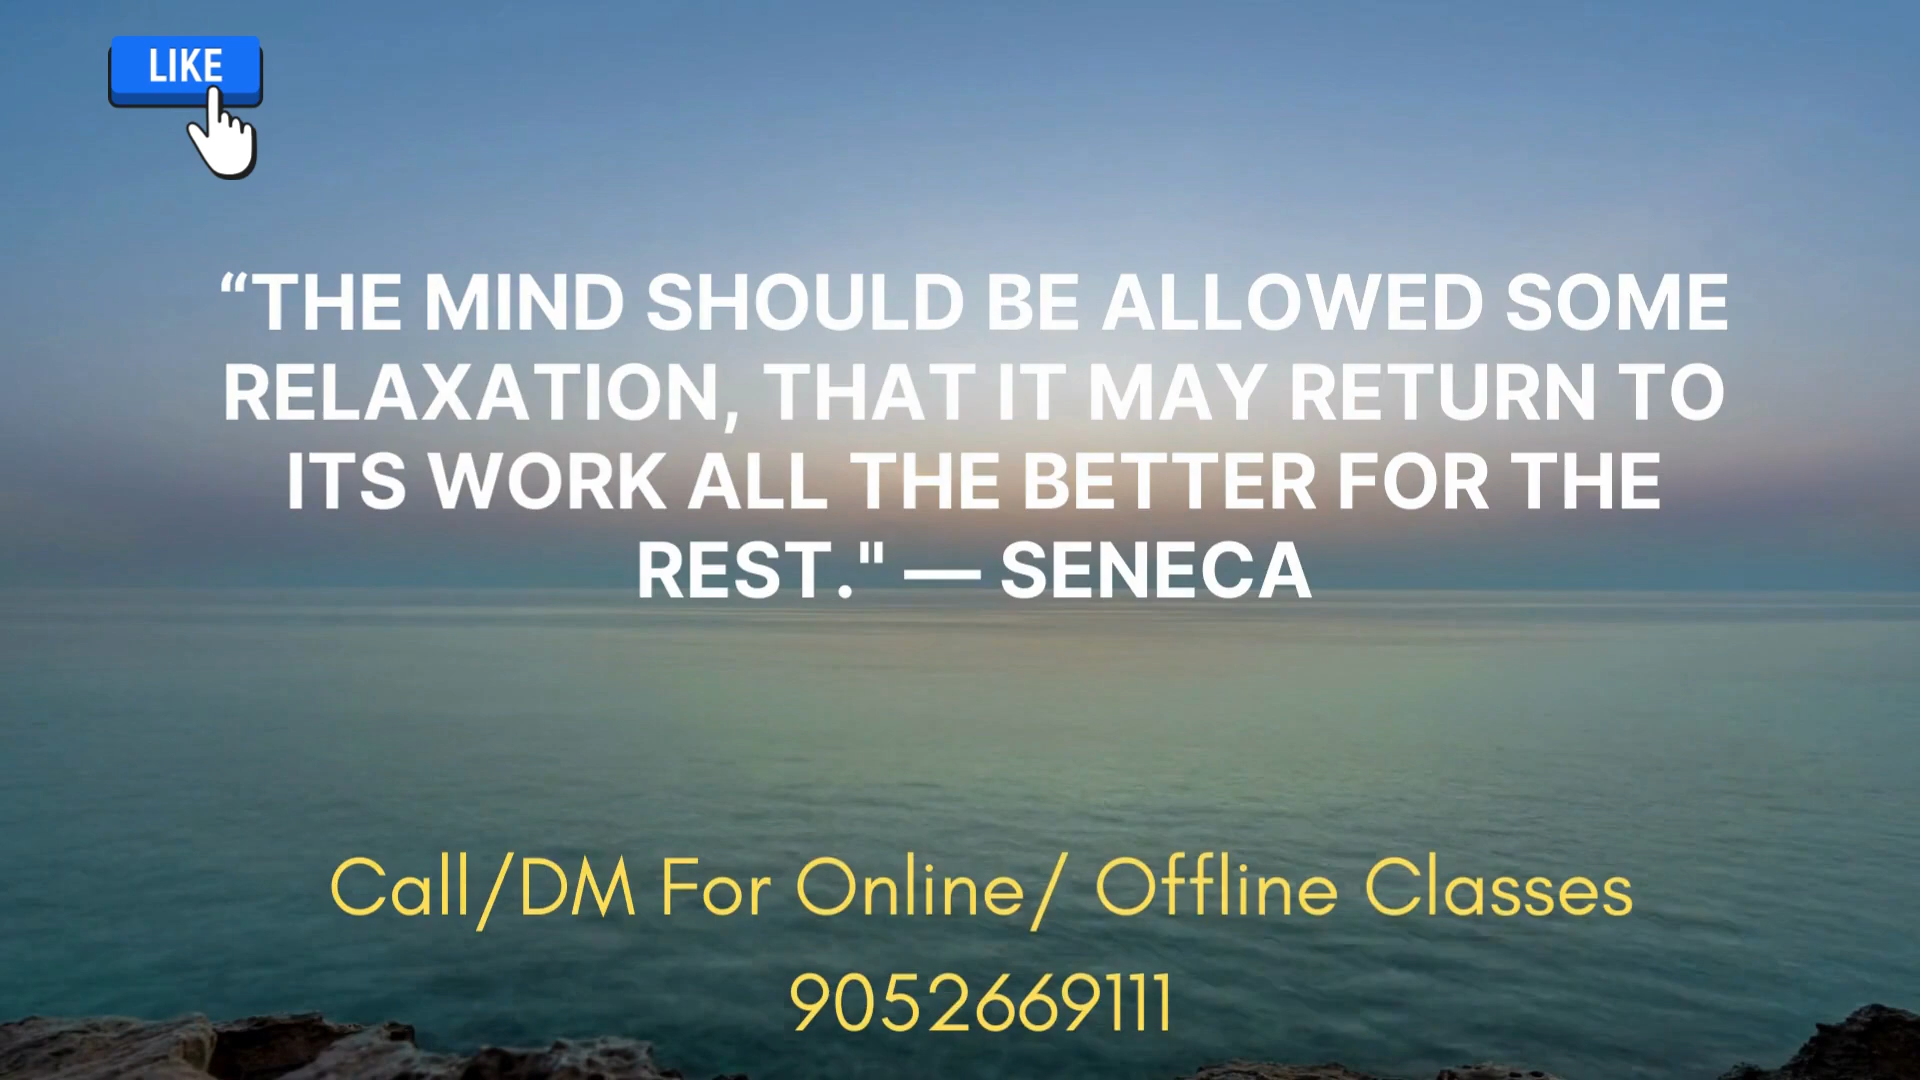 LIKE
“THE MIND SHOULD BE ALLOWED SOME
RELAXATION, THAT IT MAY RETURN TO
ITS WORK ALL THE BETTER FOR THE
REST." — SENECA
Call/DM For Online/ Offline Classes
9052669111